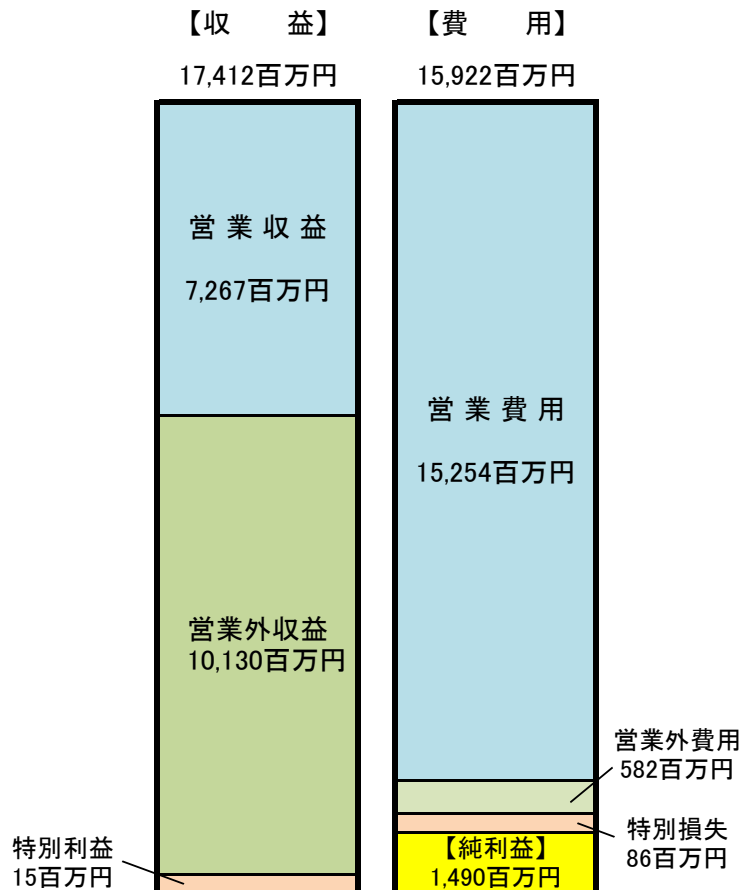 【収　　益】
17,412百万円
営 業 収 益
7,267百万円
営業外収益
10,130百万円
特別利益
15百万円
【費　　用】
15,922百万円
営 業 費 用
15,254百万円
営業外費用
582百万円
特別損失
86百万円
【純利益】
1,490百万円